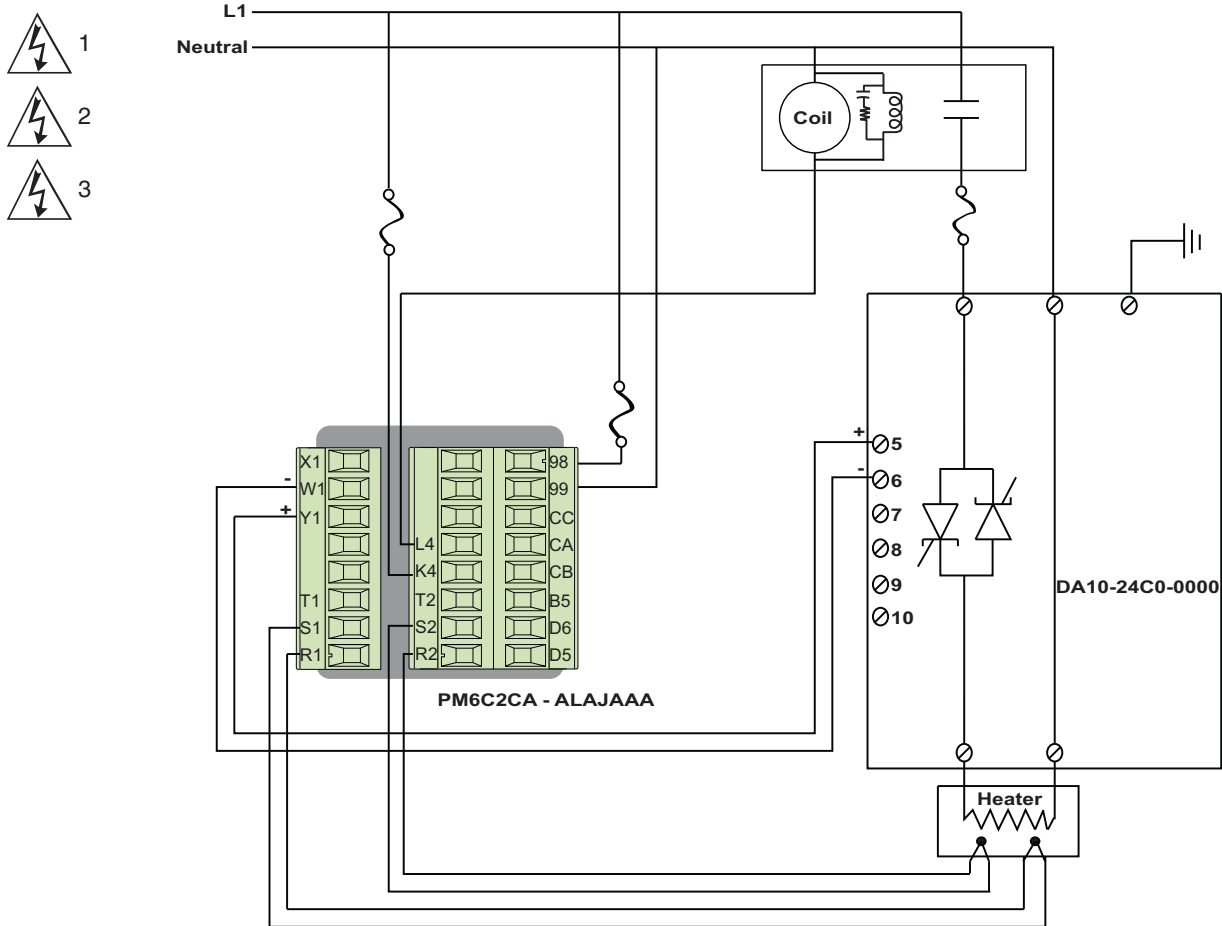 L1
Neutral
1
2
3
Coil
+
5
-
6
7
8
9
10
DA10-24C0-0000
X1
-
W1
+
Y1
T1
S1
R1
L4
K4
T2
S2
R2
98
99
CC
CA
CB
B5
D6
D5
PM6C2CA - ALAJAAA
Heater